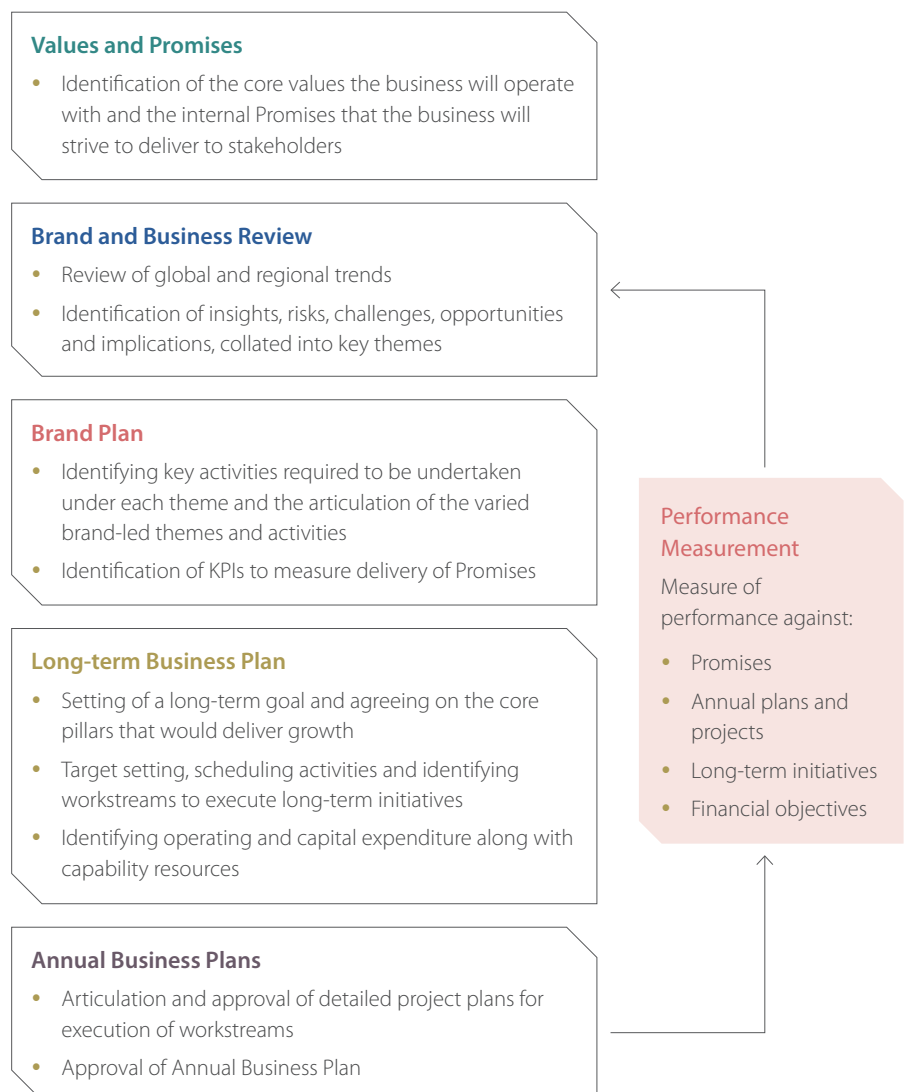 Values and Promises
• Identification of the core values the business will operate
with and the internal Promises that the business will
strive to deliver to stakeholders
Brand and Business Review
• Review of global and regional trends
• Identification of insights, risks, challenges, opportunities
and implications, collated into key themes
Brand Plan
• Identifying key activities required to be undertaken
under each theme and the articulation of the varied
brand-led themes and activities
• Identification of KPIs to measure delivery of Promises
Long-term Business Plan
• Setting of a long-term goal and agreeing on the core
pillars that would deliver growth
• Target setting, scheduling activities and identifying
workstreams to execute long-term initiatives
• Identifying operating and capital expenditure along with
capability resources
Annual Business Plans
• Articulation and approval of detailed project plans for
execution of workstreams
• Approval of Annual Business Plan
Performance
Measurement
Measure of
performance against:
• Promises
• Annual plans and
projects
• Long-term initiatives
• Financial objectives